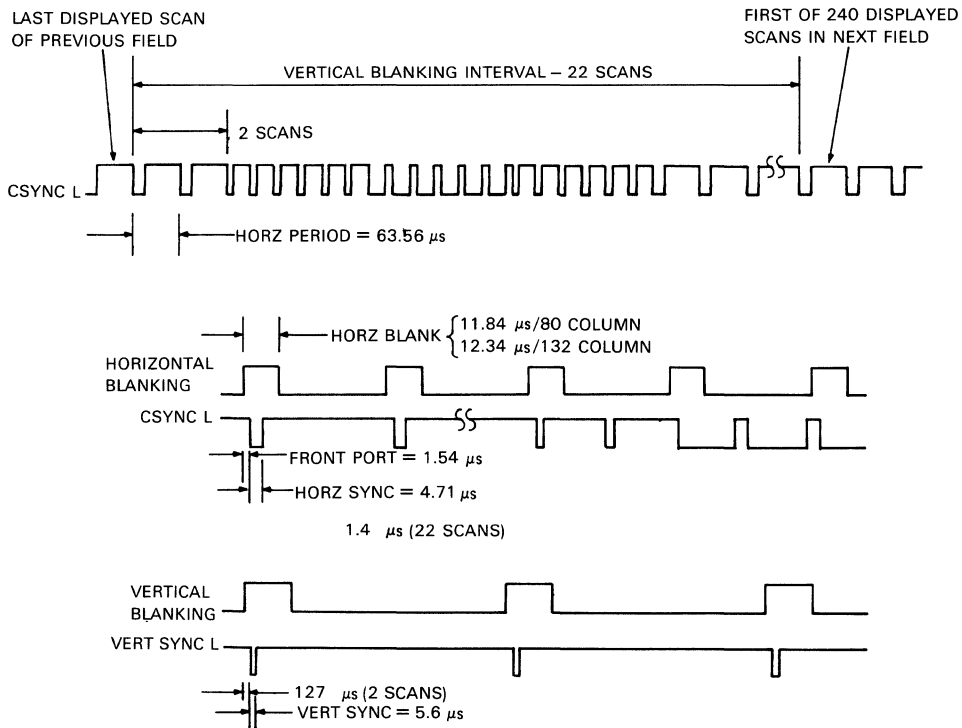 LAST DISPLAYED SCAN
OF PREVIOUS FIELD
FIRST OF 240 DISPLAYED
SCANS IN NEXT FIELD
VERTICAL BLANKING INTERVAL – 22 SCANS
2 SCANS
CSYNC L
HORZ PERIOD = 63.56 μs
HORZ BLANK { 11.84 μs/80 COLUMN
12.34 μs/132 COLUMN
HORIZONTAL
BLANKING
CSYNC L
FRONT PORT = 1.54 μs
HORZ SYNC = 4.71 μs
1.4 μs (22 SCANS)
VERTICAL
BLANKING
VERT SYNC L
127 μs (2 SCANS)
VERT SYNC = 5.6 μs